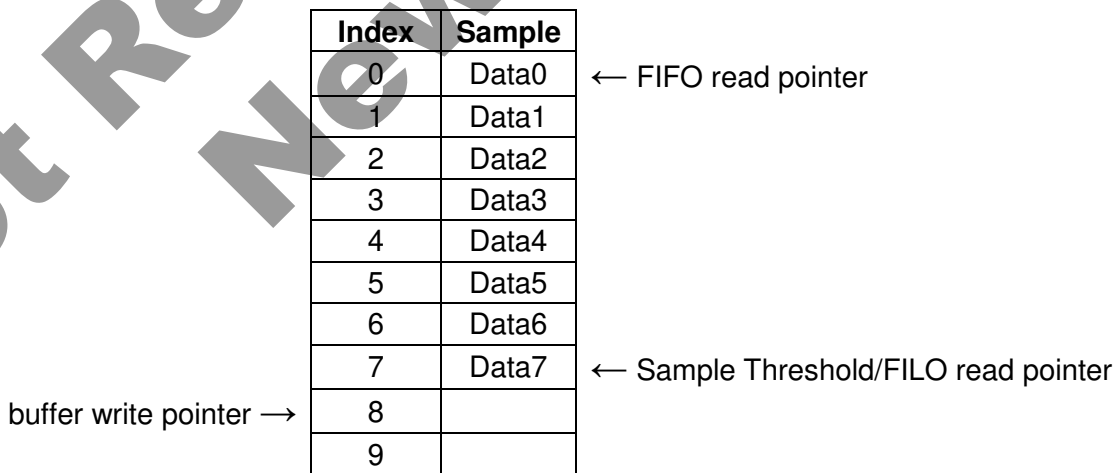 Index Sample
0 Data0 ← FIFO read pointer
1 Data1
2 Data2
3 Data3
4 Data4
5 Data5
6 Data6
7 Data7 ← Sample Threshold/FILO read pointer
buffer write pointer → 8
9